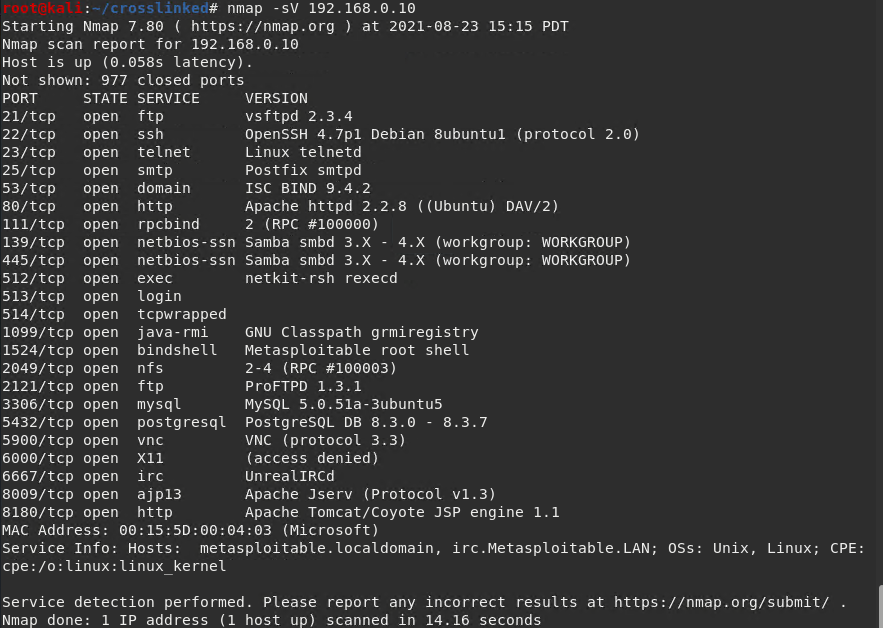 root@kali:~/crosslinked# nmap -sV 192.168.0.10
Starting Nmap 7.80 ( https://nmap.org ) at 2021-08-23 15:15 PDT
Nmap scan report for 192.168.0.10
Host is up (0.058s latency).
Not shown: 977 closed ports
PORT     STATE SERVICE     VERSION
21/tcp   open  ftp         vsftpd 2.3.4
22/tcp   open  ssh         OpenSSH 4.7p1 Debian 8ubuntu1 (protocol 2.0)
23/tcp   open  telnet      Linux telnetd
25/tcp   open  smtp        Postfix smtpd
53/tcp   open  domain      ISC BIND 9.4.2
80/tcp   open  http        Apache httpd 2.2.8 ((Ubuntu) DAV/2)
111/tcp  open  rpcbind     2 (RPC #100000)
139/tcp  open  netbios-ssn Samba smbd 3.X - 4.X (workgroup: WORKGROUP)
445/tcp  open  netbios-ssn Samba smbd 3.X - 4.X (workgroup: WORKGROUP)
512/tcp  open  exec        netkit-rsh rexecd
513/tcp  open  login
514/tcp  open  tcpwrapped
1099/tcp open  java-rmi    GNU Classpath grmiregistry
1524/tcp open  bindshell   Metasploitable root shell
2049/tcp open  nfs         2-4 (RPC #100003)
2121/tcp open  ftp         ProFTPD 1.3.1
3306/tcp open  mysql       MySQL 5.0.51a-3ubuntu5
5432/tcp open  postgresql  PostgreSQL DB 8.3.0 - 8.3.7
5900/tcp open  vnc         VNC (protocol 3.3)
6000/tcp open  X11         (access denied)
6667/tcp open  irc         UnrealIRCd
8009/tcp open  ajp13       Apache Jserv (Protocol v1.3)
8180/tcp open  http        Apache Tomcat/Coyote JSP engine 1.1
MAC Address: 00:15:5D:00:04:03 (Microsoft)
Service Info: Hosts:  metasploitable.localdomain, irc.Metasploitable.LAN; OSs: Unix, Linux; CPE:
cpe:/o:linux:linux_kernel
Service detection performed. Please report any incorrect results at https://nmap.org/submit/ .
Nmap done: 1 IP address (1 host up) scanned in 14.16 seconds